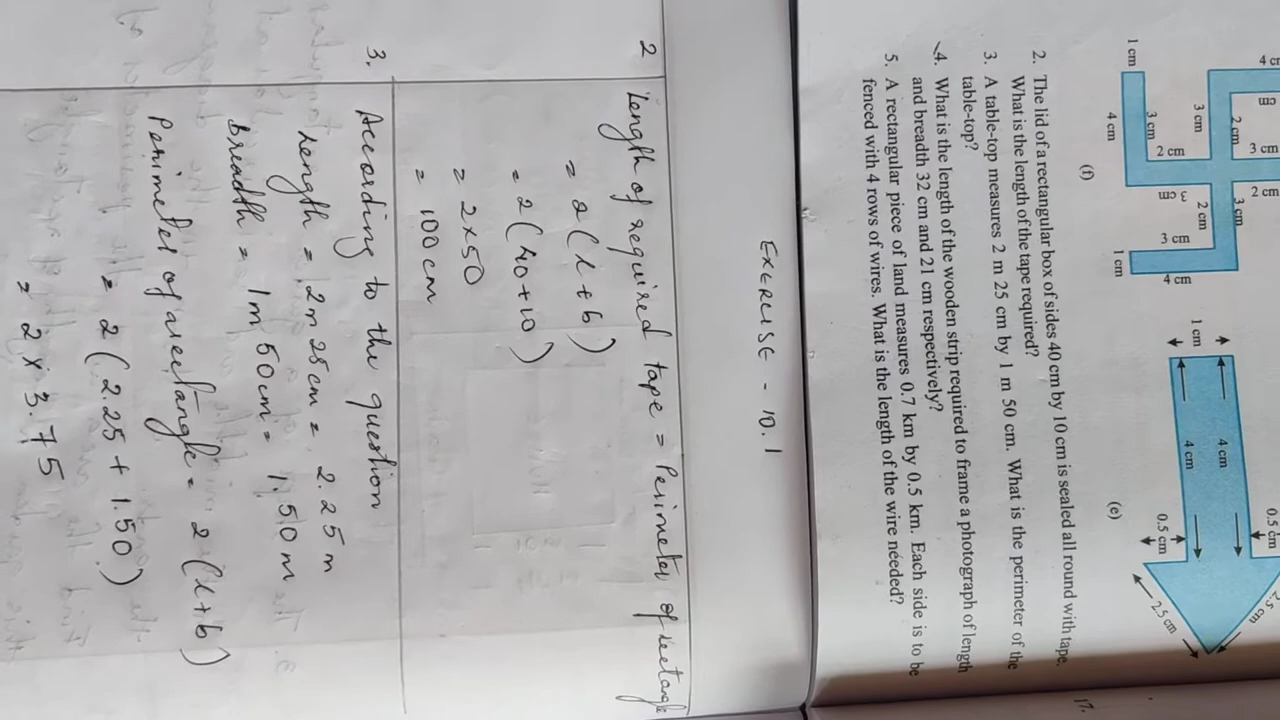 4 cm
1 cm
3 cm
4 cm
2 cm
3 cm
2 cm
3 cm
3 cm
2 cm
3 cm
2 cm
3 cm
1 cm
4 cm
(f)
1 cm
4 cm
4 cm
0.5 cm
0.5 cm
2.5 cm
(e)
2. The lid of a rectangular box of sides 40 cm by 10 cm is sealed all round with tape.
What is the length of the tape required?
3. A table-top measures 2 m 25 cm by 1 m 50 cm. What is the perimeter of the
table-top?
4. What is the length of the wooden strip required to frame a photograph of length
and breadth 32 cm and 21 cm respectively?
5. A rectangular piece of land measures 0.7 km by 0.5 km. Each side is to be
fenced with 4 rows of wires. What is the length of the wire needed?
17.
EXERCISE - 10.1
2 Length of required tape = Perimeter of rectangle
= 2(l+b)
= 2(40+10)
= 2×50
= 100 cm
3. According to the question
Length = 2m 25cm = 2.25 m
Breadth = 1m 50cm = 1.50 m
Perimeter of a rectangle = 2(l+b)
= 2(2.25 + 1.50)
= 2 × 3.75